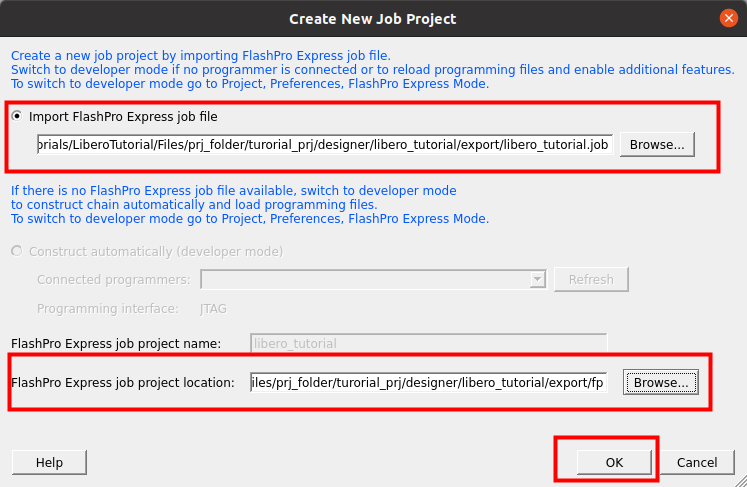 Create New Job Project
Create a new job project by importing FlashPro Express job file.
Switch to developer mode if no programmer is connected or to reload programming files and enable additional features.
To switch to developer mode go to Project, Preferences, FlashPro Express Mode.
Import FlashPro Express job file
orials/LiberoTutorial/Files/prj_folder/turorial_prj/designer/libero_tutorial/export/libero_tutorial.job Browse...
If there is no FlashPro Express job file available, switch to developer mode
to construct chain automatically and load programming files.
To switch to developer mode go to Project, Preferences, FlashPro Express Mode.
Construct automatically (developer mode)
Connected programmers: Refresh
Programming interface: JTAG
FlashPro Express job project name: libero_tutorial
FlashPro Express job project location: iles/prj_folder/turorial_prj/designer/libero_tutorial/export/fp Browse...
Help OK Cancel